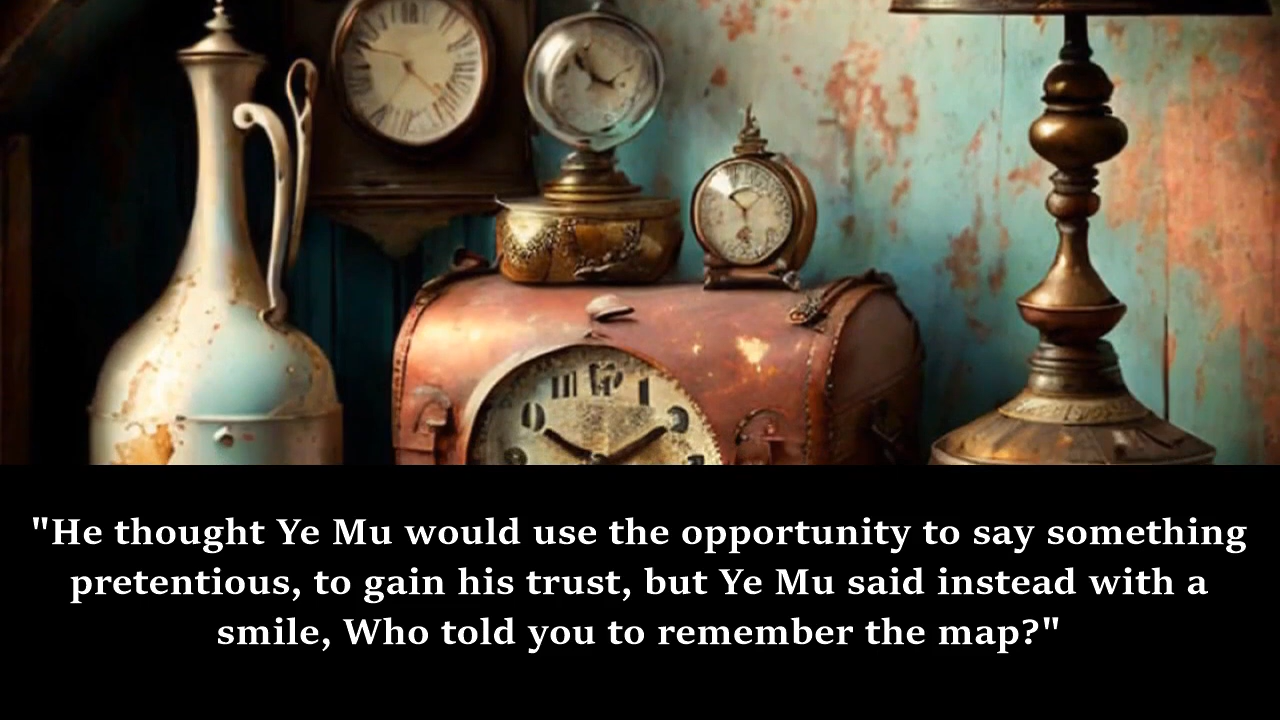 "He thought Ye Mu would use the opportunity to say something
pretentious, to gain his trust, but Ye Mu said instead with a
smile, Who told you to remember the map?"